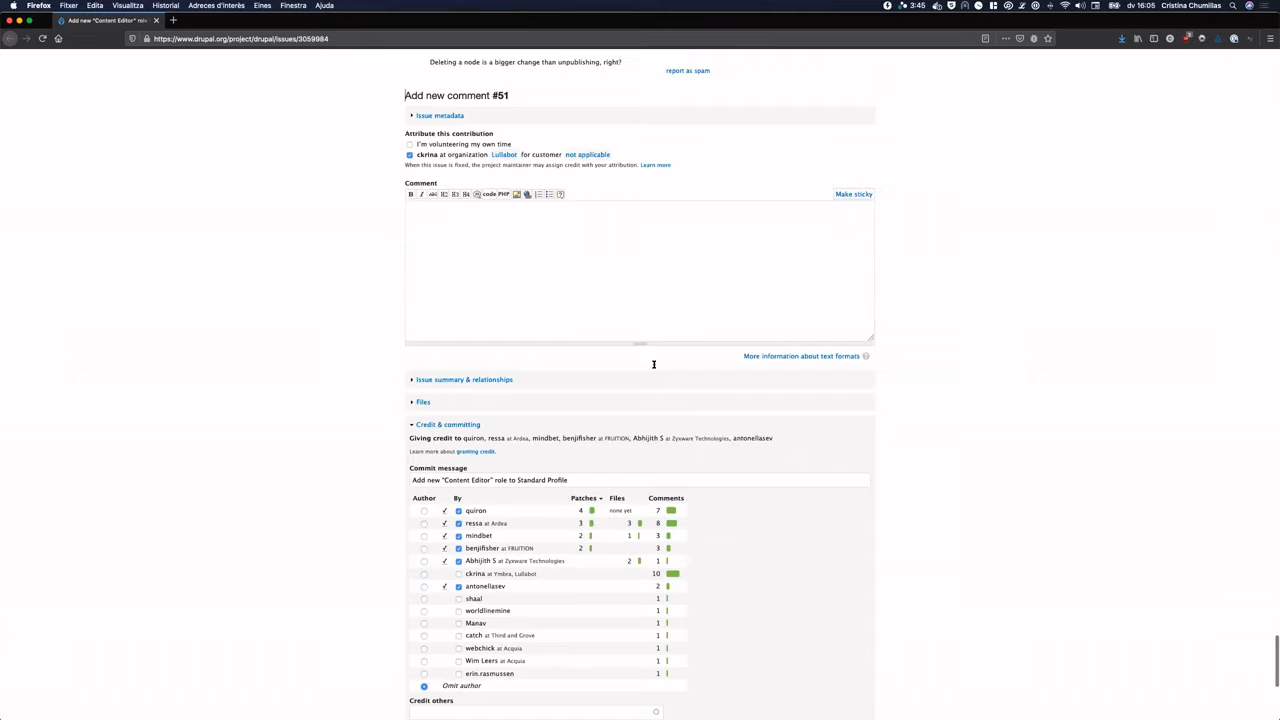 Firefox Fitxer Edita Visualitza Historial Adreces d'interès Eines Finestra Ajuda
3:45 dv 16:05 Cristina Chumillas
Add new "Content Editor" role
https://www.drupal.org/project/drupal/issues/3059984
Deleting a node is a bigger change than unpublishing, right?
report as spam
Add new comment #51
Issue metadata
Attribute this contribution
I'm volunteering my own time
ckrina at organization Lullabot for customer not applicable
When this issue is fixed, the project maintainer may assign credit with your attribution. Learn more
Comment
B I ABC H2 H3 H4 code PHP
Make sticky
More information about text formats
Issue summary & relationships
Files
Credit & committing
Giving credit to quiron, ressa at Ardea, mindbet, benjifisher at FRUITION, Abhijith S at Zyxware Technologies, antonellasev
Learn more about granting credit.
Commit message
Add new "Content Editor" role to Standard Profile
Author By Patches Files Comments
quiron 4 none yet 7
ressa at Ardea 3 3 8
mindbet 2 1 3
benjifisher at FRUITION 2 3
Abhijith S at Zyxware Technologies 2 1
ckrina at Ymbra, Lullabot 10
antonellasev 2
shaal 1
worldlinemine 1
Manav 1
catch at Third and Grove 1
webchick at Acquia 1
Wim Leers at Acquia 1
erin.rasmussen 1
Omit author
Credit others